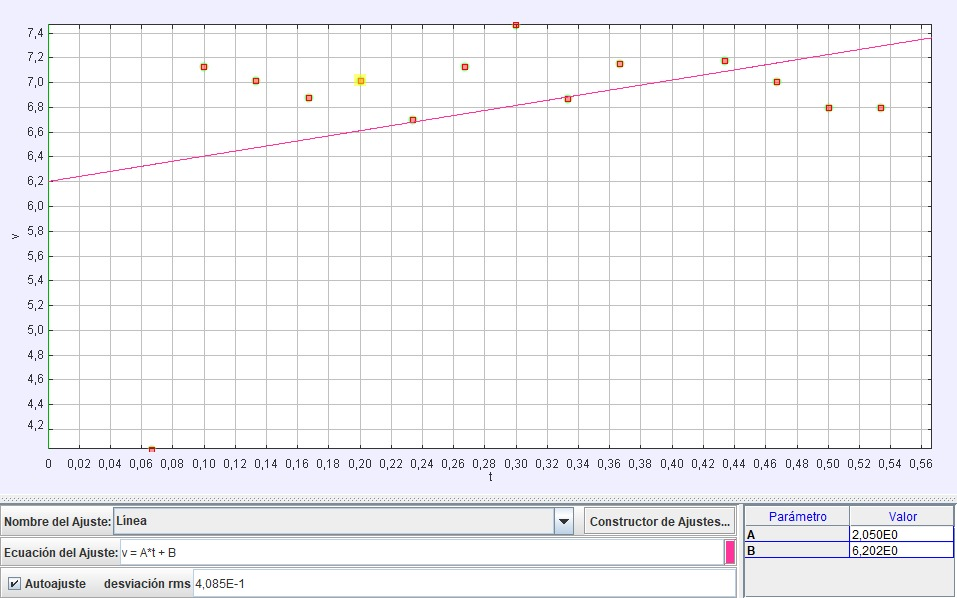 7,4
7,2
7,0
6,8
6,6
6,4
6,2
6,0
5,8
5,6
5,4
5,2
5,0
4,8
4,6
4,4
4,2
v
0 0,02 0,04 0,06 0,08 0,10 0,12 0,14 0,16 0,18 0,20 0,22 0,24 0,26 0,28 0,30 0,32 0,34 0,36 0,38 0,40 0,42 0,44 0,46 0,48 0,50 0,52 0,54 0,56
t
Nombre del Ajuste: Línea Constructor de Ajustes...
Ecuación del Ajuste: v = A*t + B
Autoajuste desviación rms 4,085E-1
Parámetro Valor
A 2,050E0
B 6,202E0